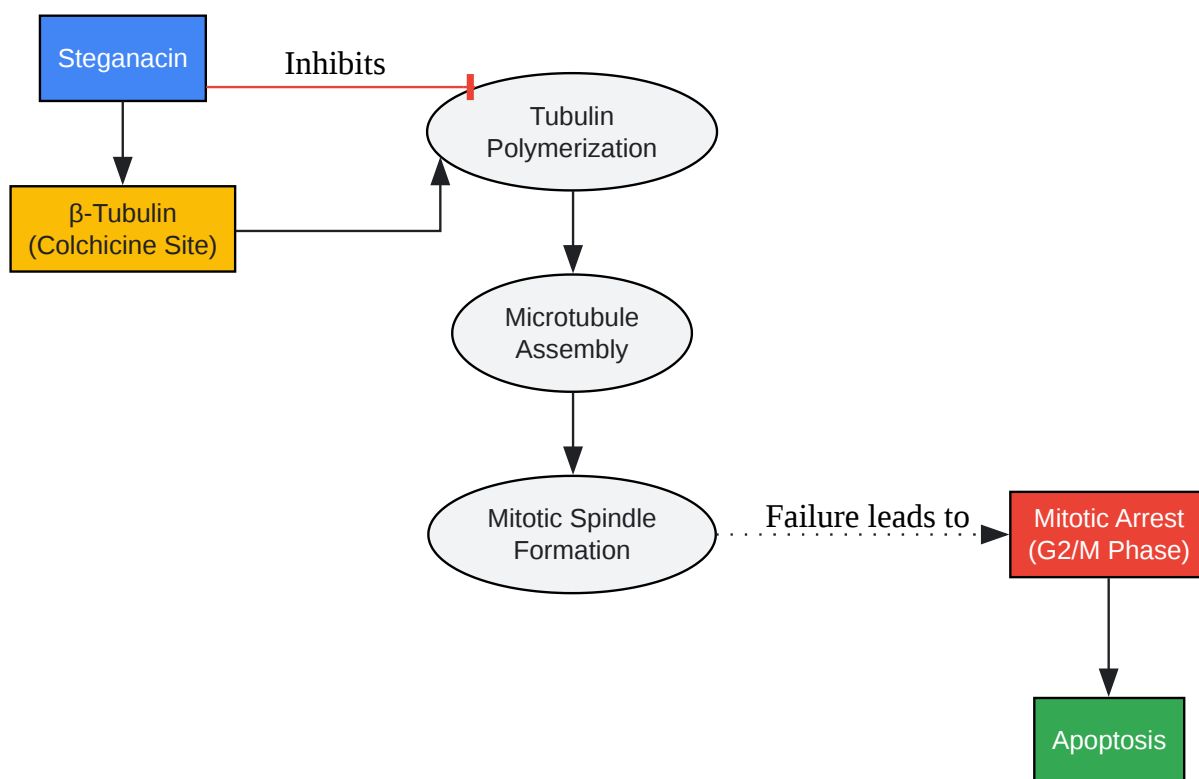 Steganacin
Inhibits
Tubulin
Polymerization
β-Tubulin
(Colchicine Site)
Microtubule
Assembly
Mitotic Spindle
Formation
Failure leads to
Mitotic Arrest
(G2/M Phase)
Apoptosis